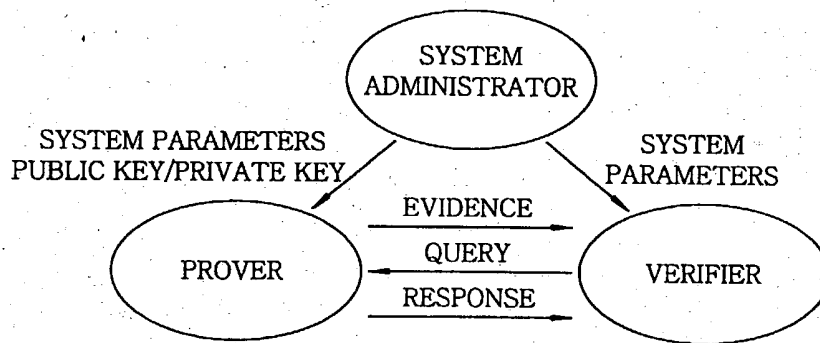 SYSTEM
ADMINISTRATOR
SYSTEM PARAMETERS
PUBLIC KEY/PRIVATE KEY
SYSTEM
PARAMETERS
EVIDENCE
QUERY
RESPONSE
PROVER
VERIFIER